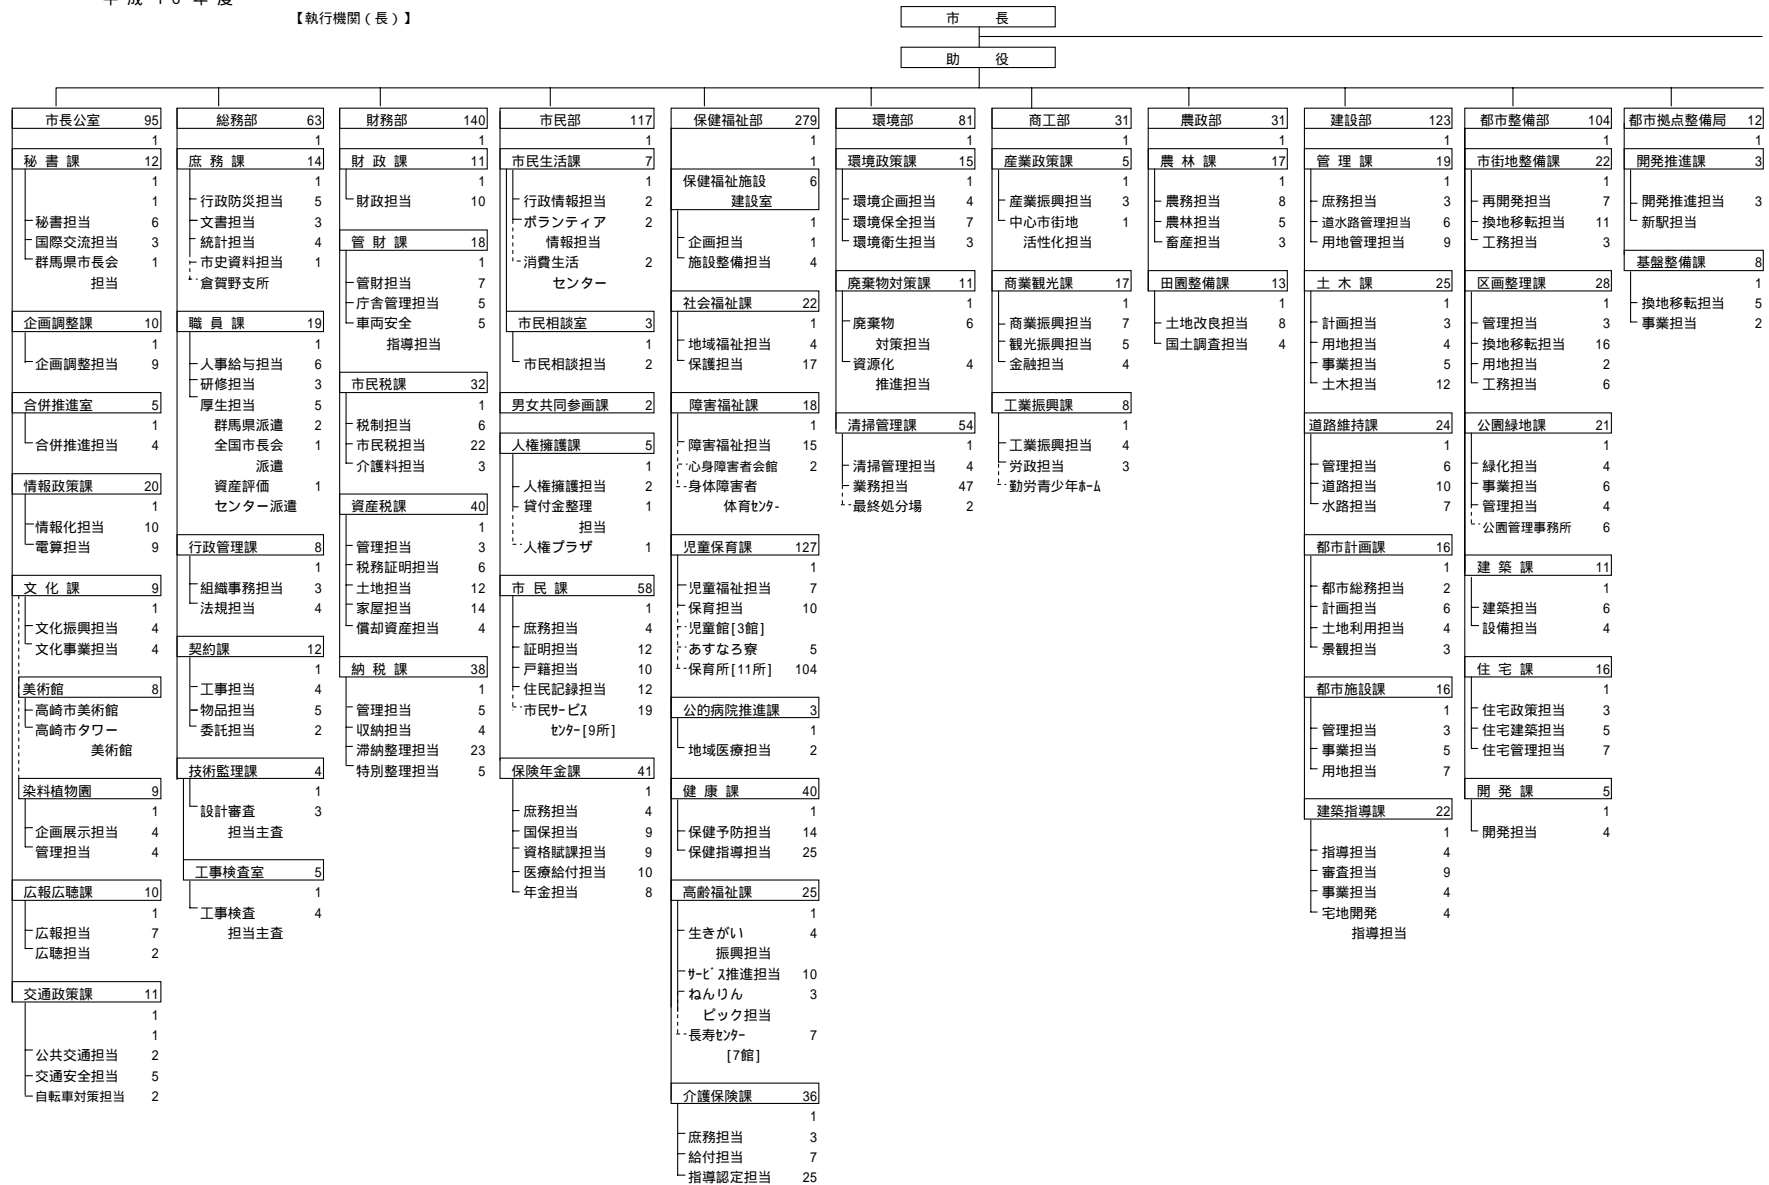 平 成 1 6 年 度
【執行機関（長）】
市 長
助 役
市長公室 95
1
秘 書 課 12
1
1
秘書担当 6
国際交流担当 3
群馬県市長会 1
担当
企画調整課 10
1
企画調整担当 9
合併推進室 5
1
合併推進担当 4
情報政策課 20
1
情報化担当 10
電算担当 9
文 化 課 9
1
文化振興担当 4
文化事業担当 4
美術館 8
高崎市美術館
高崎市タワー
美術館
染料植物園 9
1
企画展示担当 4
管理担当 4
広報広聴課 10
1
広報担当 7
広聴担当 2
交通政策課 11
1
1
公共交通担当 2
交通安全担当 5
自転車対策担当 2
総務部 63
1
庶 務 課 14
1
行政防災担当 5
文書担当 3
統計担当 4
市史資料担当 1
倉賀野支所
職 員 課 19
1
人事給与担当 6
研修担当 3
厚生担当 5
群馬県派遣 2
全国市長会 1
派遣
資産評価 1
センター派遣
行政管理課 8
1
組織事務担当 3
法規担当 4
契約課 12
1
工事担当 4
物品担当 5
委託担当 2
技術監理課 4
1
設計審査 3
担当主査
工事検査室 5
1
工事検査 4
担当主査
財務部 140
1
財 政 課 11
1
財政担当 10
管 財 課 18
1
管財担当 7
庁舎管理担当 5
車両安全 5
指導担当
市民税課 32
1
税制担当 6
市民税担当 22
介護料担当 3
資産税課 40
1
管理担当 3
税務証明担当 6
土地担当 12
家屋担当 14
償却資産担当 4
納 税 課 38
1
管理担当 5
収納担当 4
滞納整理担当 23
特別整理担当 5
市民部 117
1
市民生活課 7
1
行政情報担当 2
ボランティア 2
情報担当
消費生活 2
センター
市民相談室 3
1
市民相談担当 2
男女共同参画課 2
人権擁護課 5
1
人権擁護担当 2
貸付金整理 1
担当
人権プラザ 1
市 民 課 58
1
庶務担当 4
証明担当 12
戸籍担当 10
住民記録担当 12
市民ｻｰﾋﾞｽ 19
ｾﾝﾀｰ[9所]
保険年金課 41
1
庶務担当 4
国保担当 9
資格賦課担当 9
医療給付担当 10
年金担当 8
保健福祉部 279
1
1
保健福祉施設 6
建設室
1
企画担当 1
施設整備担当 4
社会福祉課 22
1
地域福祉担当 4
保護担当 17
障害福祉課 18
1
障害福祉担当 15
心身障害者会館 2
身体障害者
体育ｾﾝﾀｰ
児童保育課 127
1
児童福祉担当 7
保育担当 10
児童館[3館]
あすなろ寮 5
保育所[11所] 104
公的病院推進課 3
1
地域医療担当 2
健 康 課 40
1
保健予防担当 14
保健指導担当 25
高齢福祉課 25
1
生きがい 4
振興担当
ｻｰﾋﾞｽ推進担当 10
ねんりん 3
ピック担当
長寿ｾﾝﾀｰ 7
[7館]
介護保険課 36
1
庶務担当 3
給付担当 7
指導認定担当 25
環境部 81
1
環境政策課 15
1
環境企画担当 4
環境保全担当 7
環境衛生担当 3
廃棄物対策課 11
1
廃棄物 6
対策担当
資源化 4
推進担当
清掃管理課 54
1
清掃管理担当 4
業務担当 47
最終処分場 2
商工部 31
1
産業政策課 5
1
産業振興担当 3
中心市街地 1
活性化担当
商業観光課 17
1
商業振興担当 7
観光振興担当 5
金融担当 4
工業振興課 8
1
工業振興担当 4
労政担当 3
勤労青少年ﾎｰﾑ
農政部 31
1
農 林 課 17
1
農務担当 8
農林担当 5
畜産担当 3
田園整備課 13
1
土地改良担当 8
国土調査担当 4
建設部 123
1
管 理 課 19
1
庶務担当 3
道水路管理担当 6
用地管理担当 9
土 木 課 25
1
計画担当 3
用地担当 4
事業担当 5
土木担当 12
道路維持課 24
1
管理担当 6
道路担当 10
水路担当 7
都市計画課 16
1
都市総務担当 2
計画担当 6
土地利用担当 4
景観担当 3
都市施設課 16
1
管理担当 3
事業担当 5
用地担当 7
建築指導課 22
1
指導担当 4
審査担当 9
事業担当 4
宅地開発 4
指導担当
都市整備部 104
1
市街地整備課 22
1
再開発担当 7
換地移転担当 11
工務担当 3
区画整理課 28
1
管理担当 3
換地移転担当 16
用地担当 2
工務担当 6
公園緑地課 21
1
緑化担当 4
事業担当 6
管理担当 4
公園管理事務所 6
建 築 課 11
1
建築担当 6
設備担当 4
住 宅 課 16
1
住宅政策担当 3
住宅建築担当 5
住宅管理担当 7
開 発 課 5
1
開発担当 4
都市拠点整備局 12
1
開発推進課 3
開発推進担当 3
新駅担当
基盤整備課 8
1
換地移転担当 5
事業担当 2